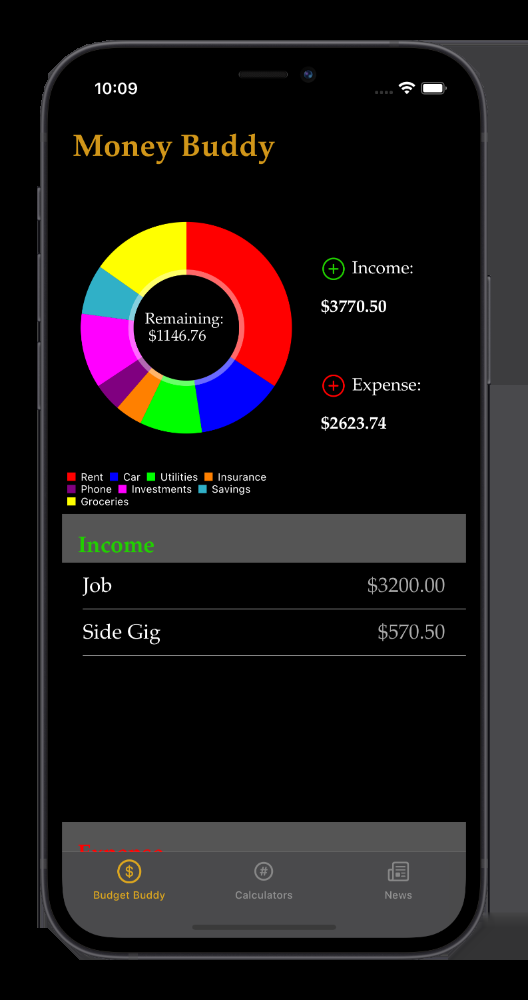 10:09
Money Buddy
Remaining:
$1146.76
Income:
$3770.50
Expense:
$2623.74
Rent Car Utilities Insurance
Phone Investments Savings
Groceries
Income
Job $3200.00
Side Gig $570.50
$ # 
Budget Buddy Calculators News